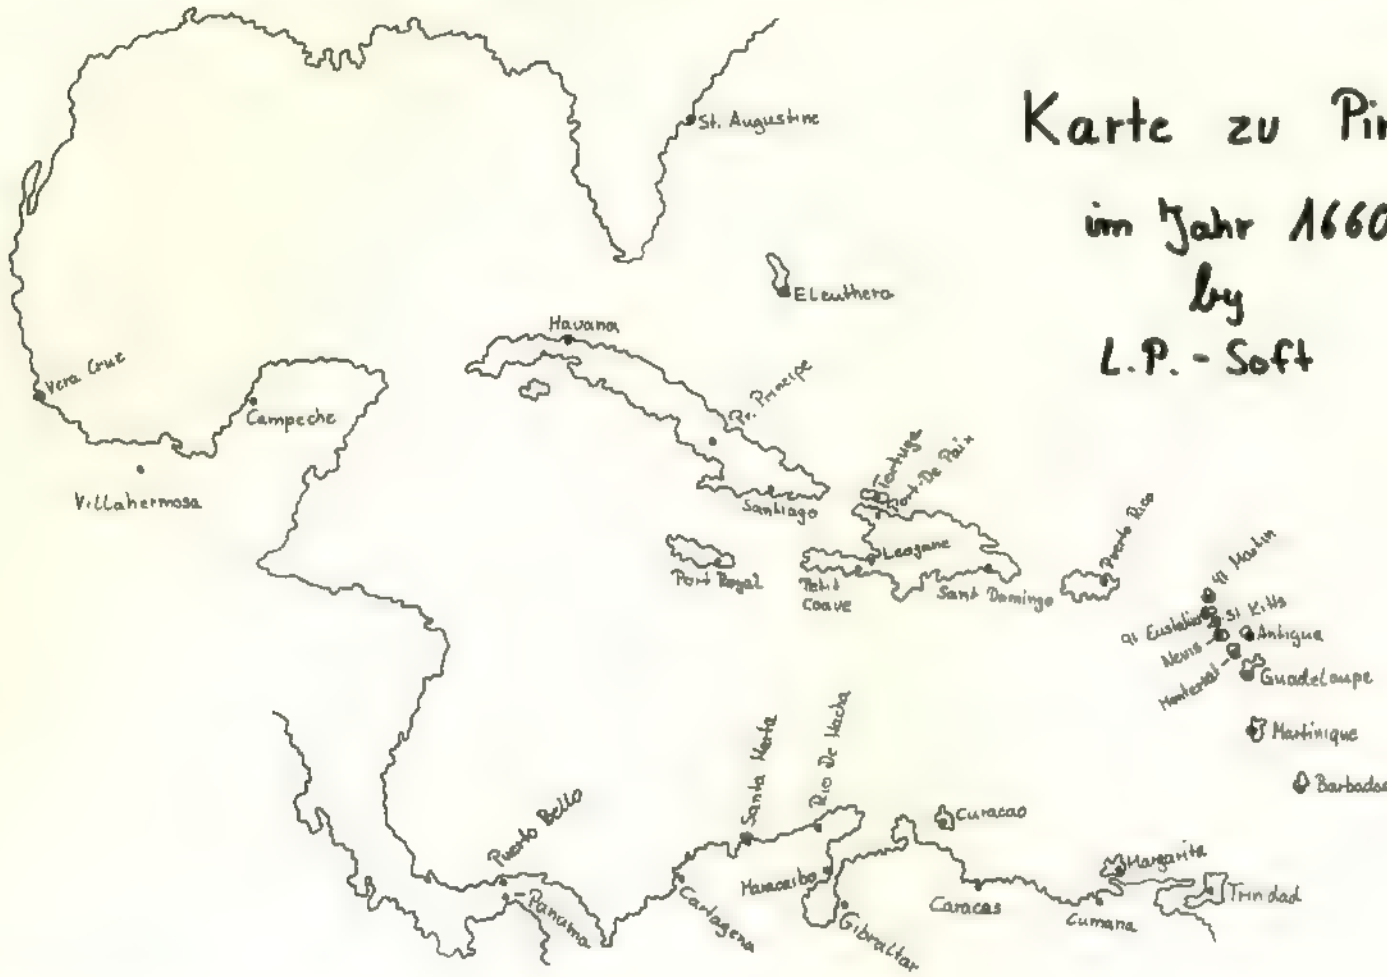 Karte zu Pir
im Jahr 1660
by
L.P. - Soft
St. Augustine
Eleuthera
Havana
Vera Cruz
Campeche
Pr. Principe
Villahermosa
Santiago
Tortuga
Port-De Paix
Port Royal
Leogane
Petit
Goave
Sant Domingo
Puerto Rico
St Martin
St Eustatius
St Kitts
Nevis
Antigua
Montserat
Guadeloupe
Martinique
Barbados
Santa Marta
Rio De Hacha
Curacao
Puerto Bello
Panama
Cartagena
Maracaibo
Gibraltar
Caracas
Margarita
Cumana
Trinidad